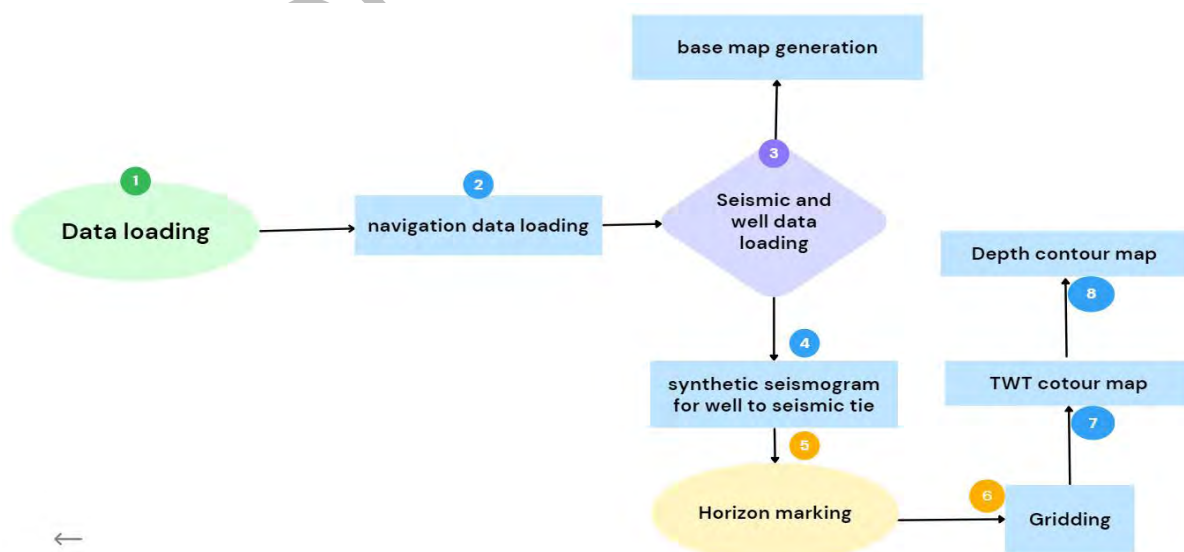 base map generation
3
1
2
Seismic and
well data
loading
Data loading
navigation data loading
Depth contour map
8
4
synthetic seismogram
for well to seismic tie
TWT cotour map
7
5
Horizon marking
6
Gridding